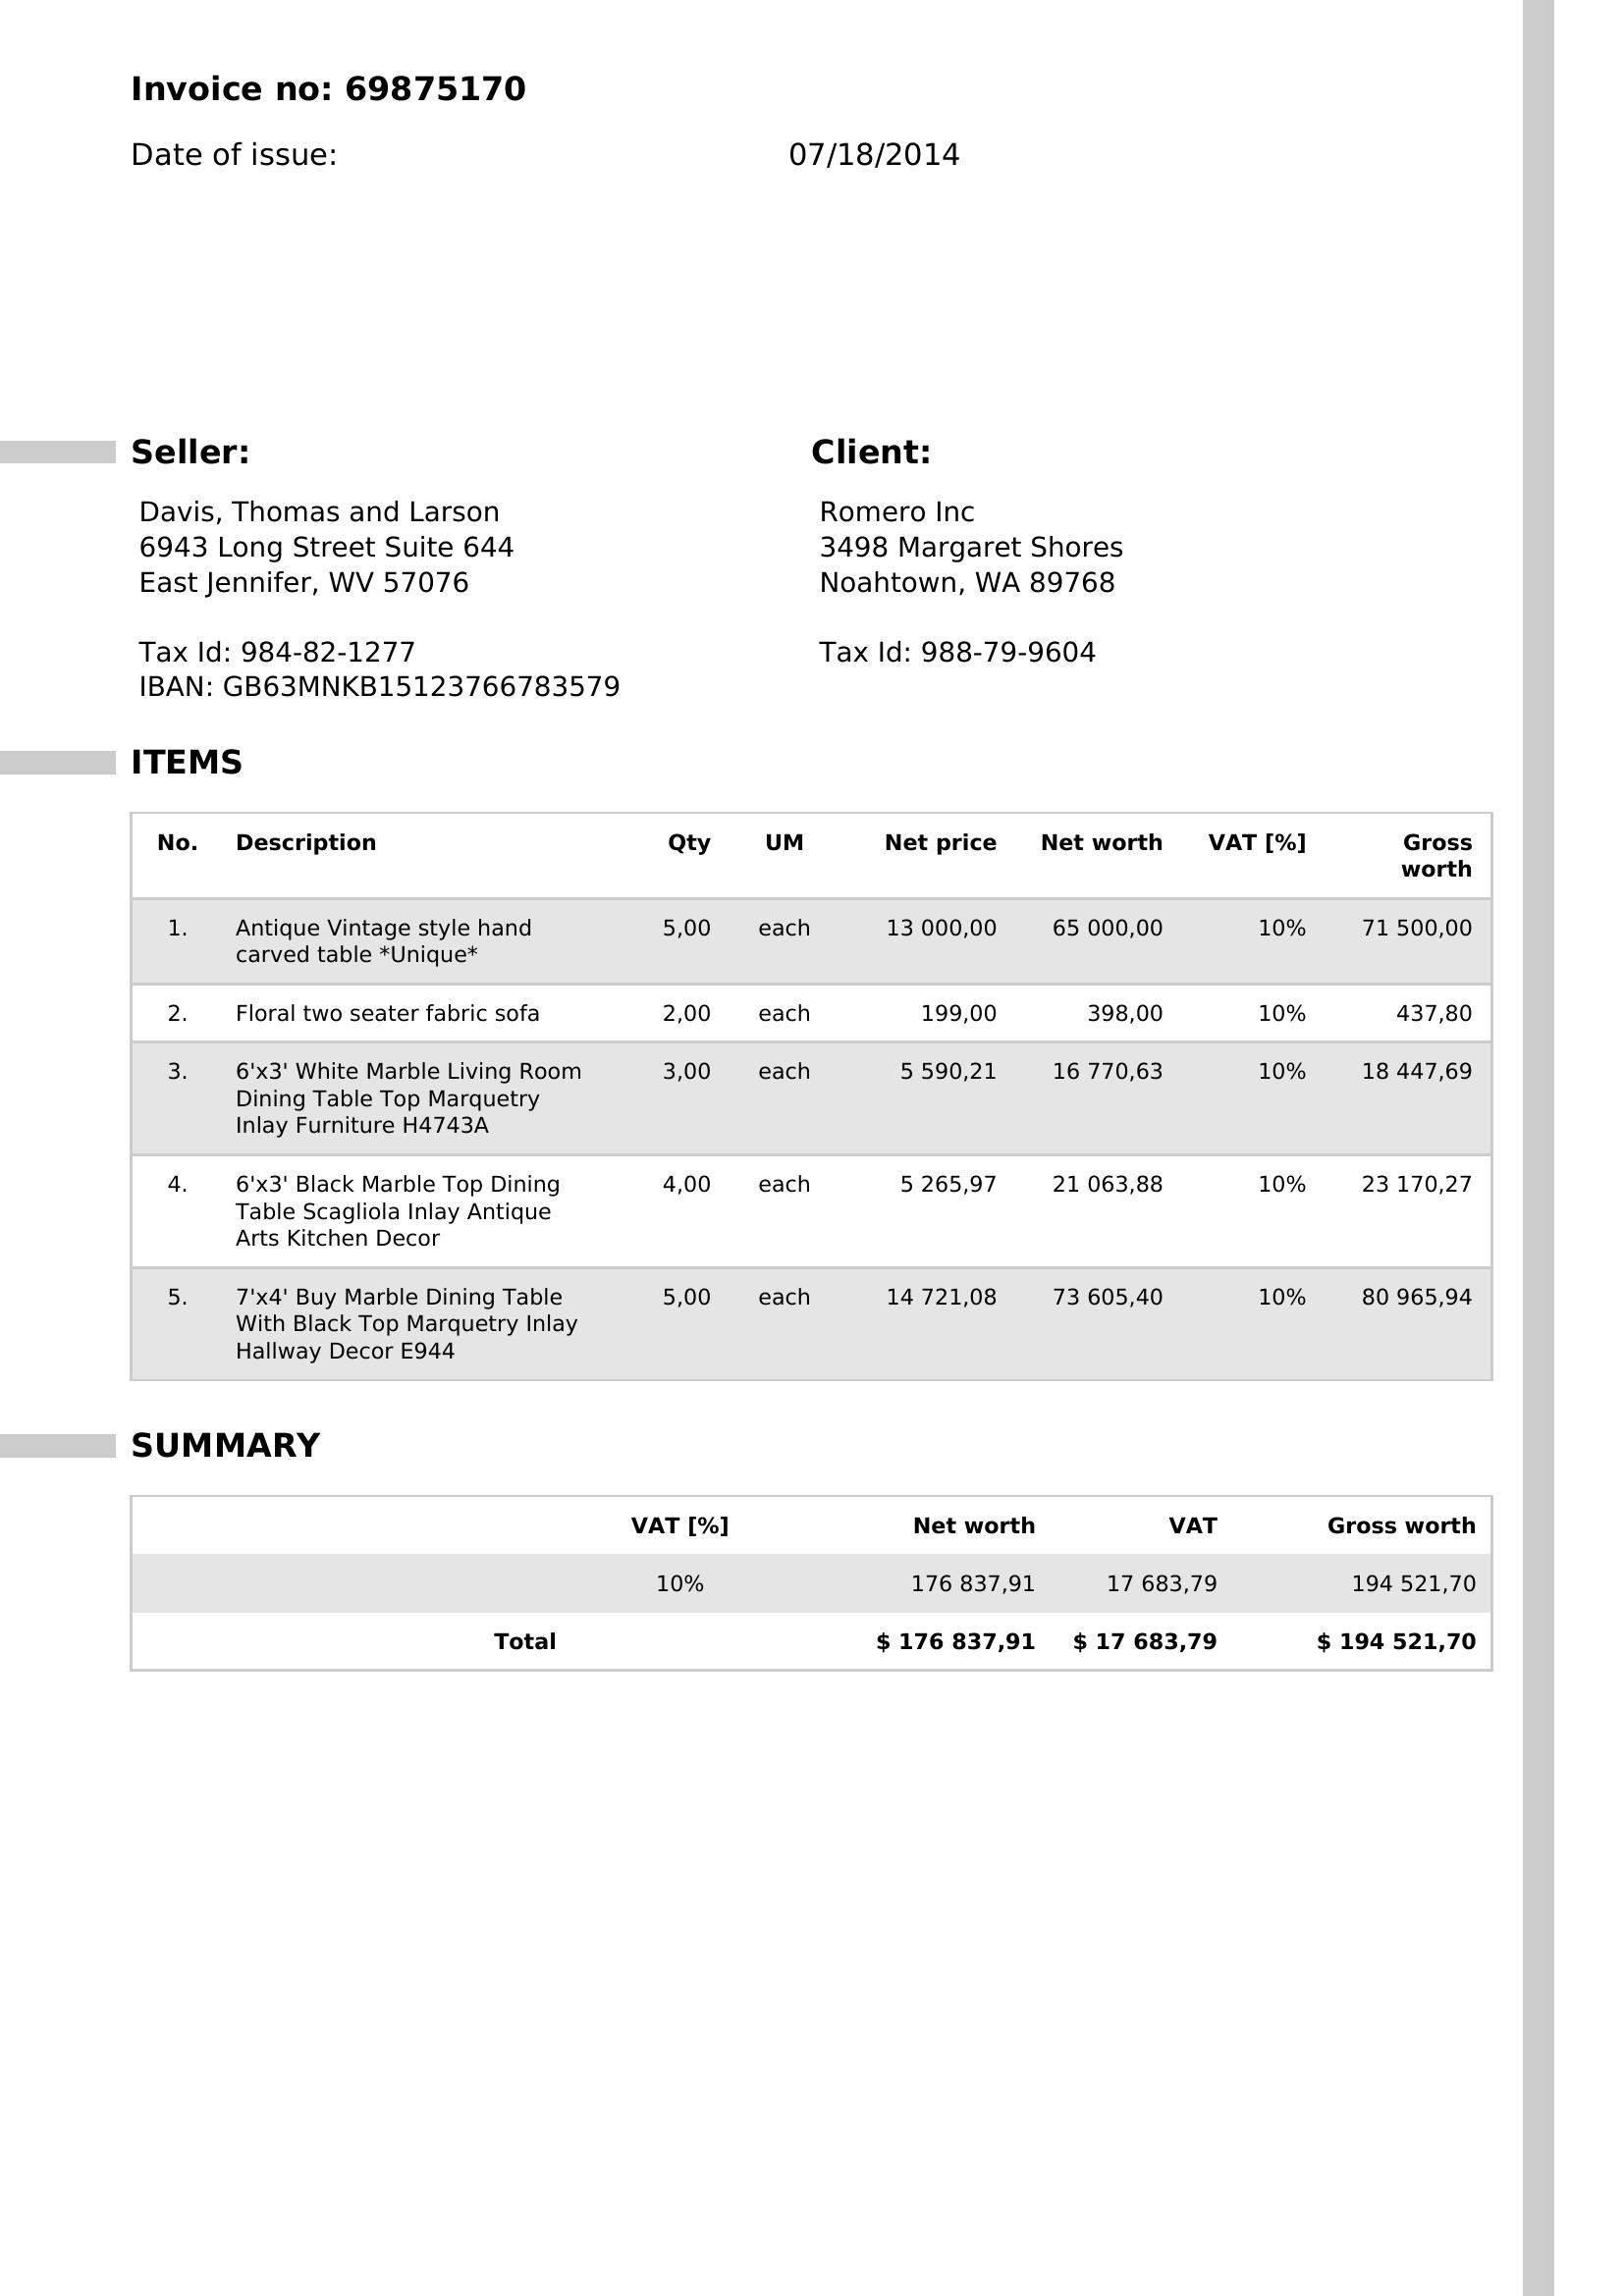 Invoice no: 69875170
Date of issue: 07/18/2014
Seller: Client:
Davis, Thomas and Larson Romero Inc
6943 Long Street Suite 644 3498 Margaret Shores
East Jennifer, WV 57076 Noahtown, WA 89768
Tax Id: 984-82-1277 Tax Id: 988-79-9604
IBAN: GB63MNKB15123766783579
ITEMS
No. Description Qty UM Net price Net worth VAT [%] Gross
worth
1. Antique Vintage style hand 5,00 each 13 000,00 65 000,00 10% 71 500,00
carved table *Unique*
2. Floral two seater fabric sofa 2,00 each 199,00 398,00 10% 437,80
3. 6'x3' White Marble Living Room 3,00 each 5 590,21 16 770,63 10% 18 447,69
Dining Table Top Marquetry
Inlay Furniture H4743A
4. 6'x3' Black Marble Top Dining 4,00 each 5 265,97 21 063,88 10% 23 170,27
Table Scagliola Inlay Antique
Arts Kitchen Decor
5. 7'x4' Buy Marble Dining Table 5,00 each 14 721,08 73 605,40 10% 80 965,94
With Black Top Marquetry Inlay
Hallway Decor E944
SUMMARY
VAT [%] Net worth VAT Gross worth
10% 176 837,91 17 683,79 194 521,70
Total $ 176 837,91 $ 17 683,79 $ 194 521,70